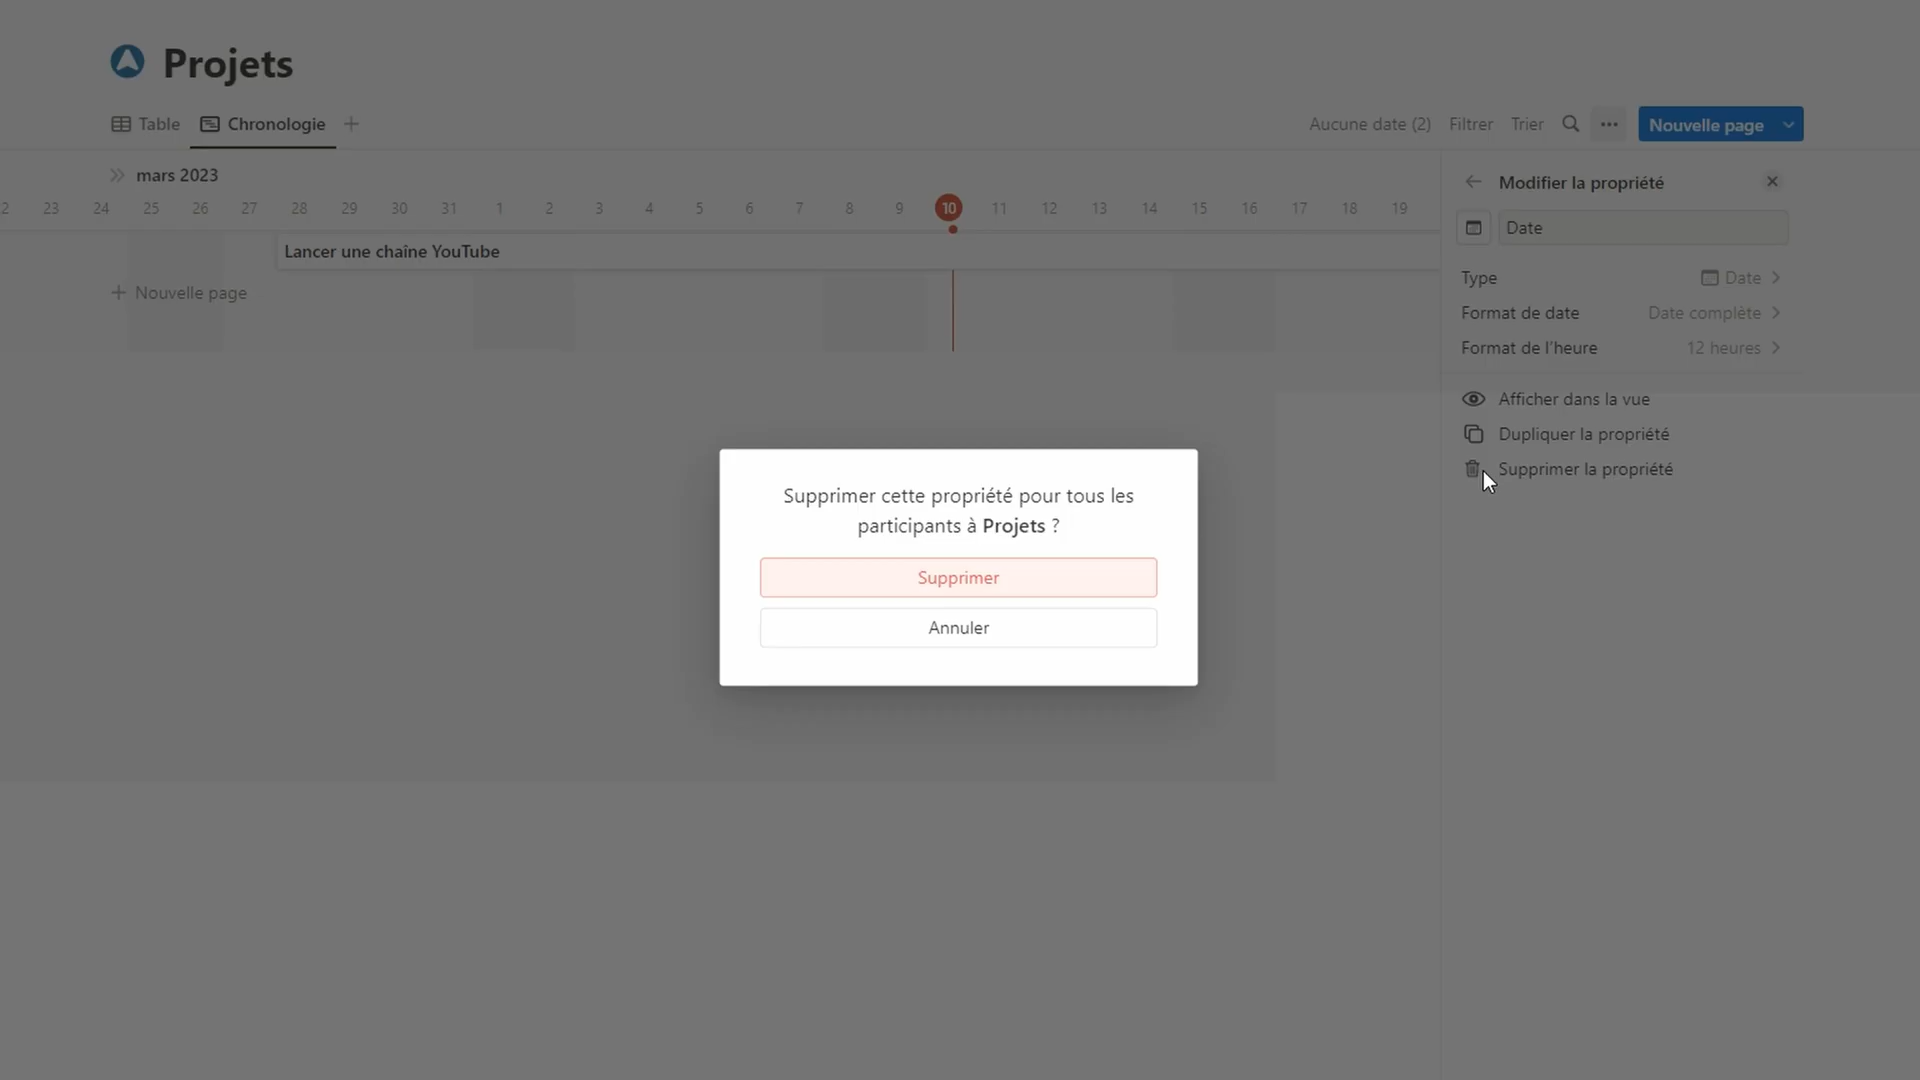 Projets
Table Chronologie +
Aucune date (2) Filtrer Trier ••• Nouvelle page
mars 2023
2 23 24 25 26 27 28 29 30 31 1 2 3 4 5 6 7 8 9 10 11 12 13 14 15 16 17 18 19
Lancer une chaîne YouTube
+ Nouvelle page
Modifier la propriété
Date
Type Date
Format de date Date complète
Format de l'heure 12 heures
Afficher dans la vue
Dupliquer la propriété
Supprimer la propriété
Supprimer cette propriété pour tous les
participants à Projets ?
Supprimer
Annuler